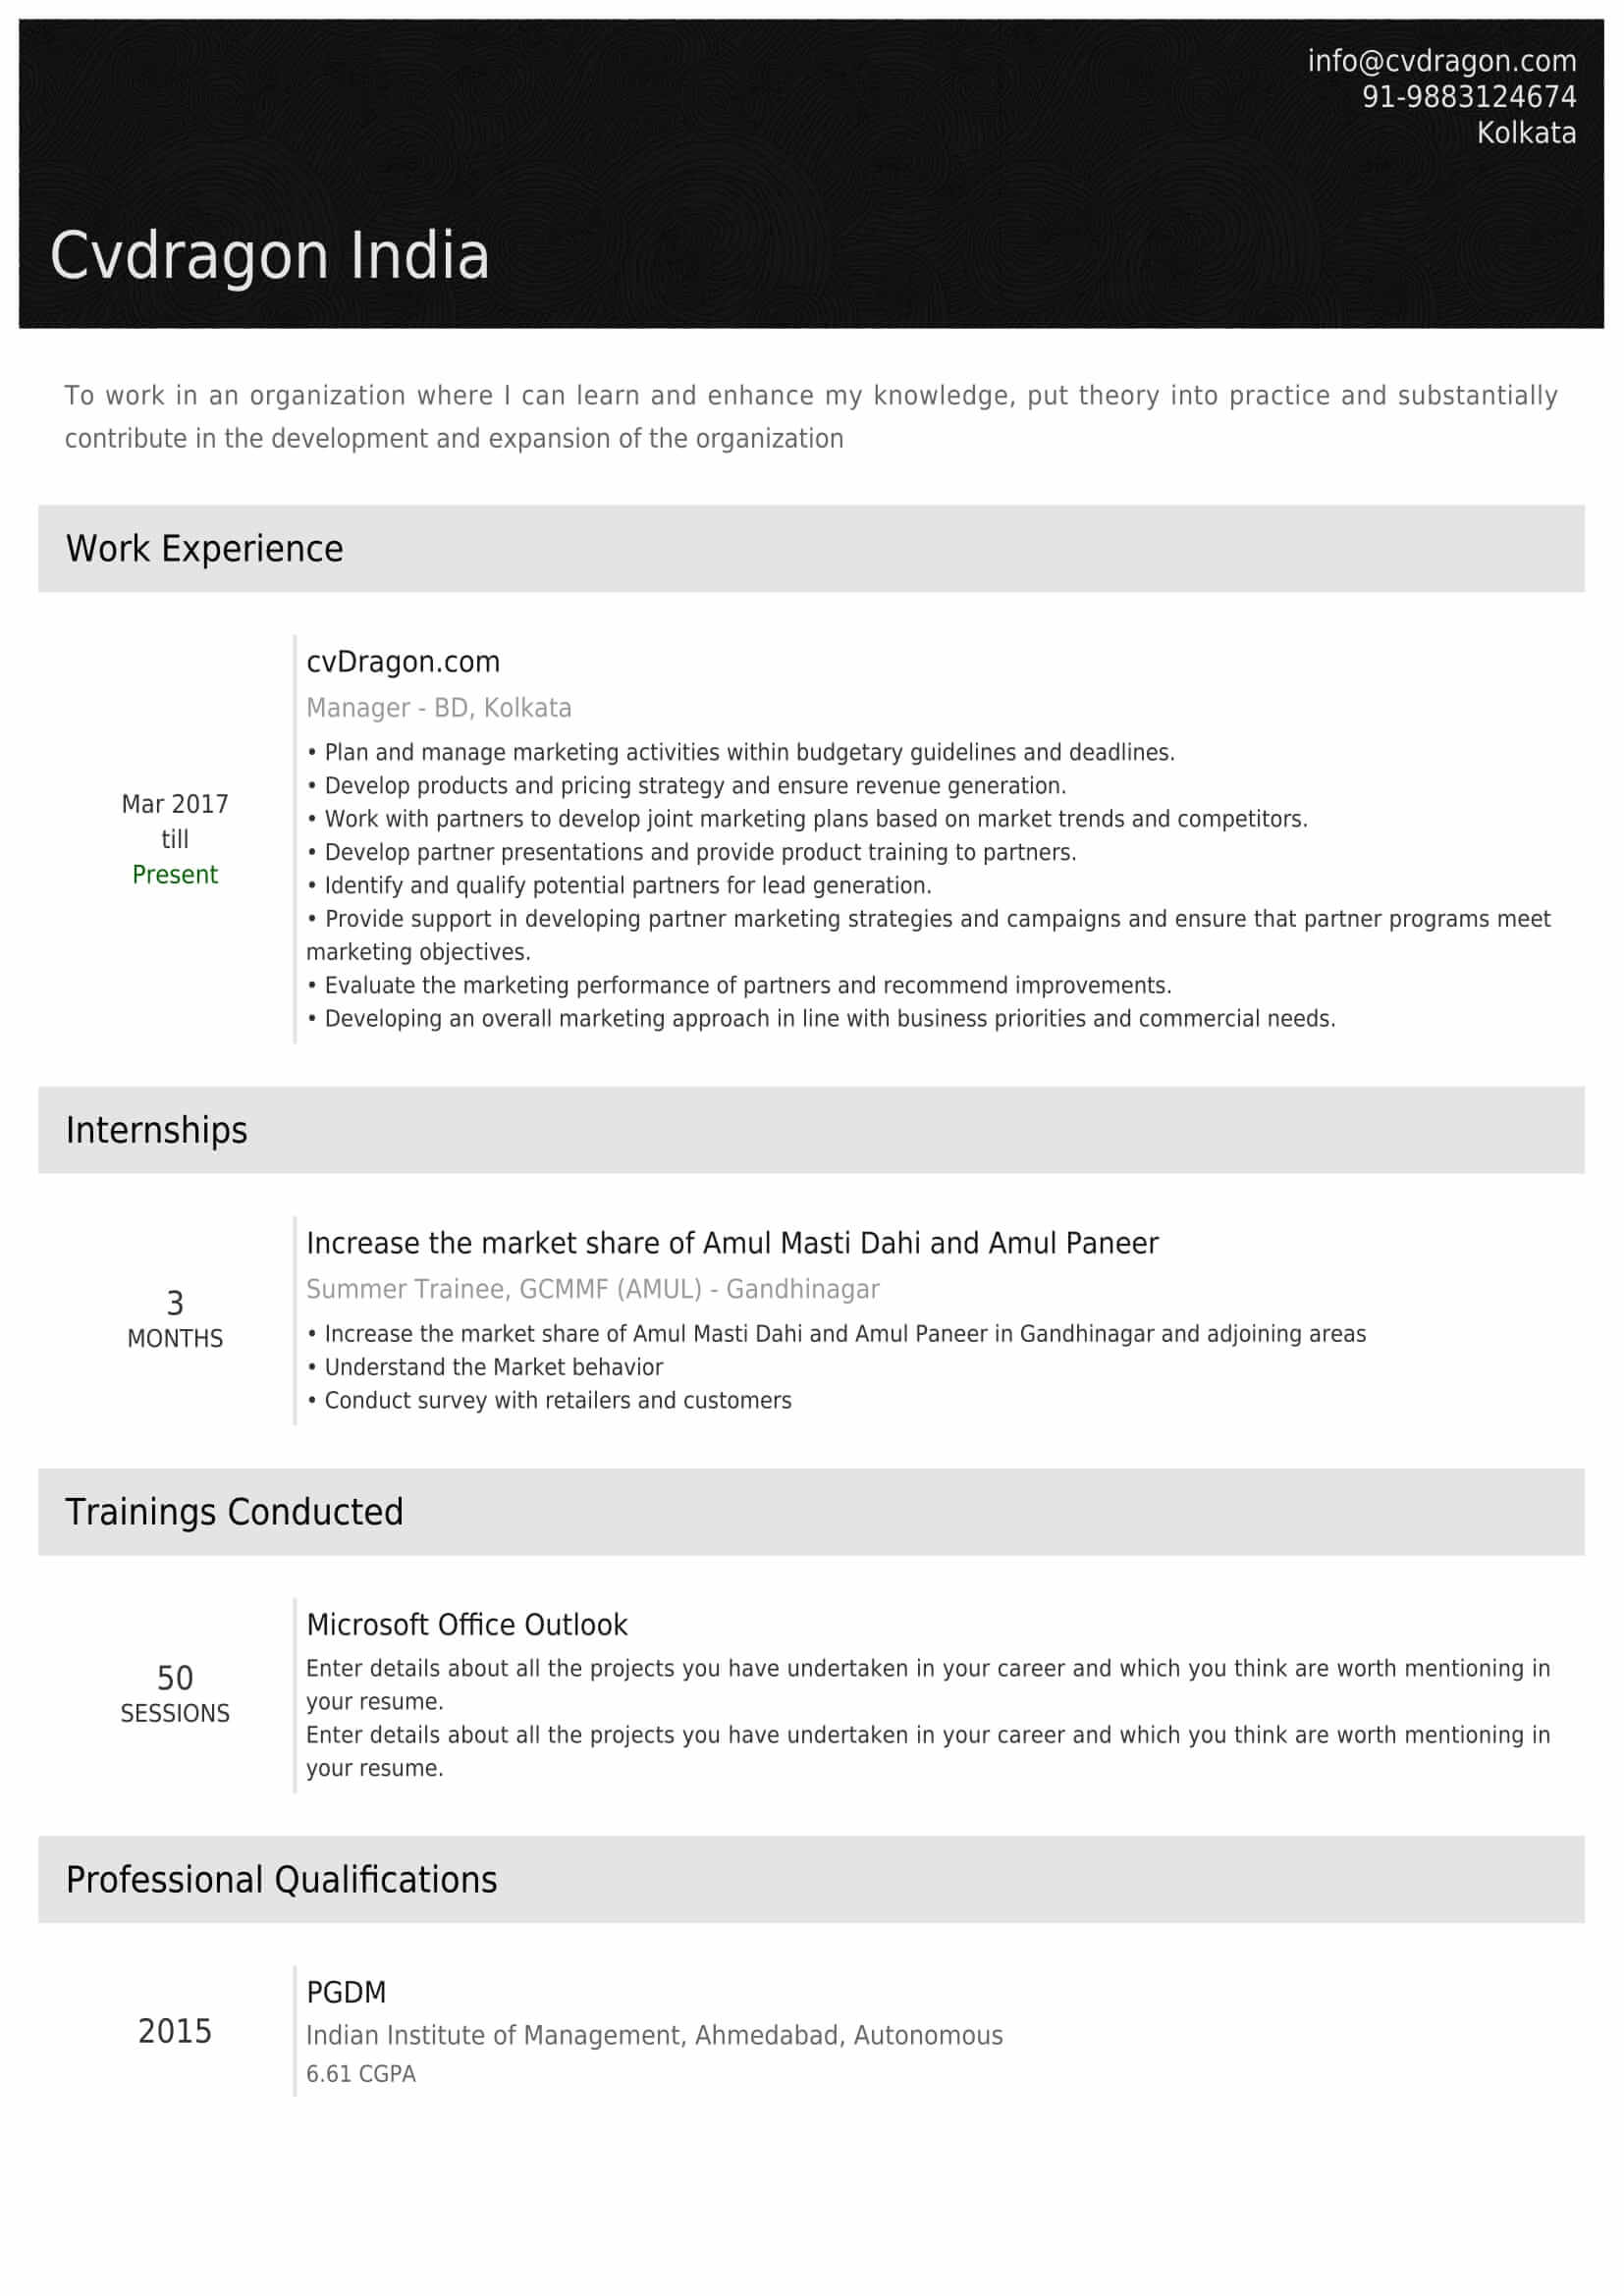 info@cvdragon.com
91-9883124674
Kolkata
Cvdragon India
To work in an organization where I can learn and enhance my knowledge, put theory into practice and substantially
contribute in the development and expansion of the organization
Work Experience
Mar 2017
till
Present
cvDragon.com
Manager - BD, Kolkata
• Plan and manage marketing activities within budgetary guidelines and deadlines.
• Develop products and pricing strategy and ensure revenue generation.
• Work with partners to develop joint marketing plans based on market trends and competitors.
• Develop partner presentations and provide product training to partners.
• Identify and qualify potential partners for lead generation.
• Provide support in developing partner marketing strategies and campaigns and ensure that partner programs meet
marketing objectives.
• Evaluate the marketing performance of partners and recommend improvements.
• Developing an overall marketing approach in line with business priorities and commercial needs.
Internships
3
MONTHS
Increase the market share of Amul Masti Dahi and Amul Paneer
Summer Trainee, GCMMF (AMUL) - Gandhinagar
• Increase the market share of Amul Masti Dahi and Amul Paneer in Gandhinagar and adjoining areas
• Understand the Market behavior
• Conduct survey with retailers and customers
Trainings Conducted
50
SESSIONS
Microsoft Office Outlook
Enter details about all the projects you have undertaken in your career and which you think are worth mentioning in
your resume.
Enter details about all the projects you have undertaken in your career and which you think are worth mentioning in
your resume.
Professional Qualifications
2015
PGDM
Indian Institute of Management, Ahmedabad, Autonomous
6.61 CGPA